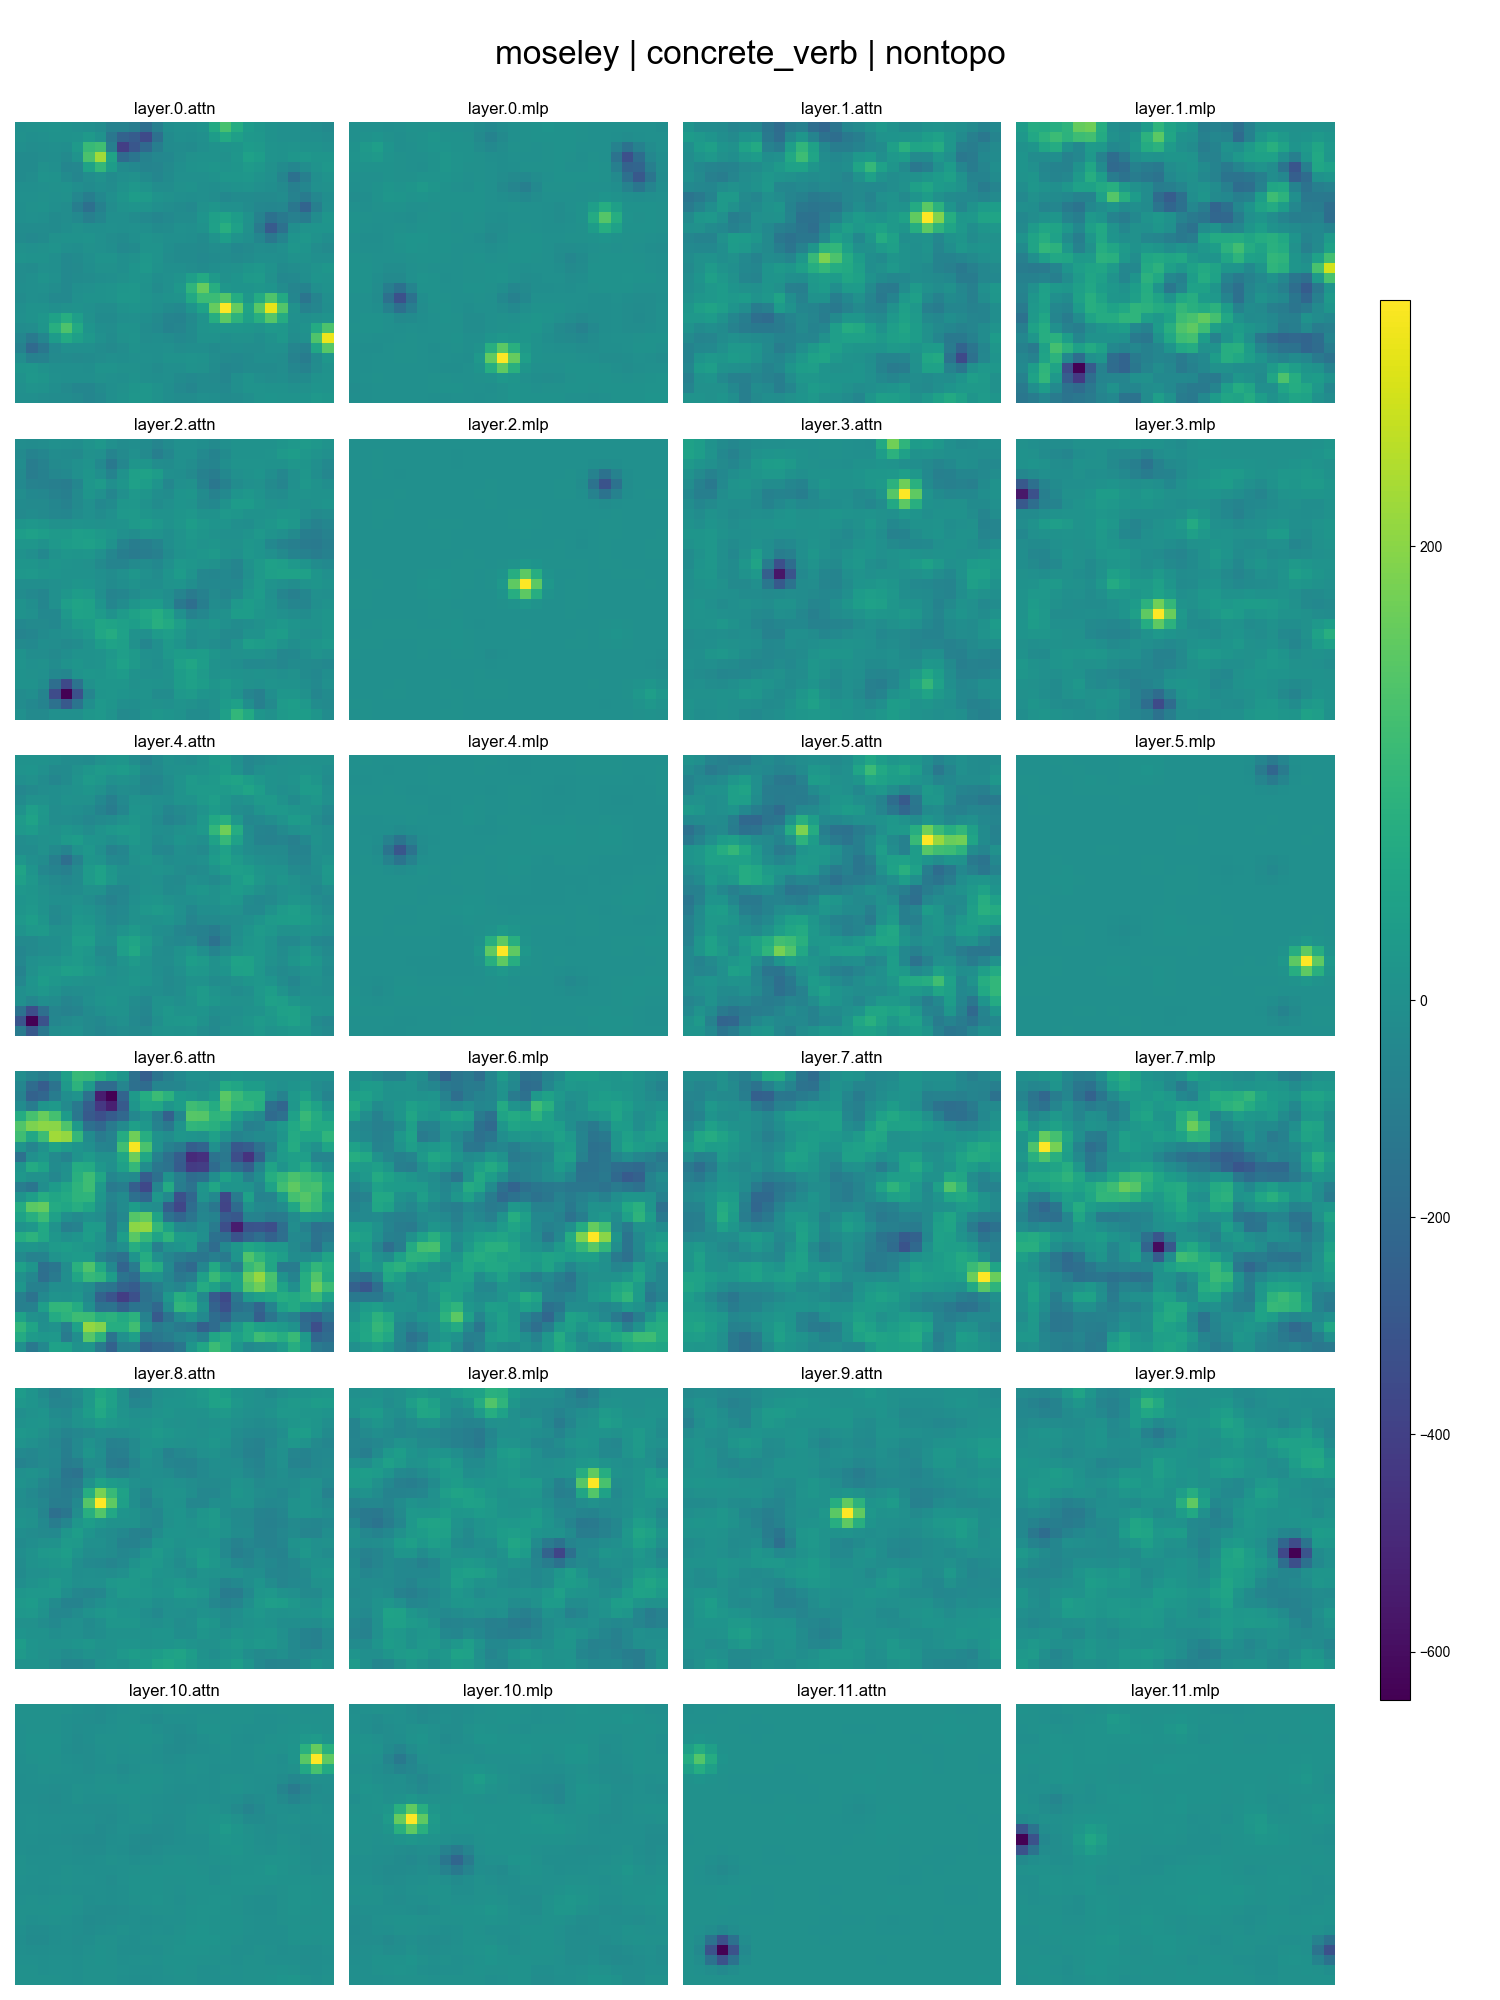 moseley | concrete_verb | nontopo
layer.0.attn
layer.0.mlp
layer.1.attn
layer.1.mlp
layer.2.attn
layer.2.mlp
layer.3.attn
layer.3.mlp
layer.4.attn
layer.4.mlp
layer.5.attn
layer.5.mlp
layer.6.attn
layer.6.mlp
layer.7.attn
layer.7.mlp
layer.8.attn
layer.8.mlp
layer.9.attn
layer.9.mlp
layer.10.attn
layer.10.mlp
layer.11.attn
layer.11.mlp
200
0
−200
−400
−600